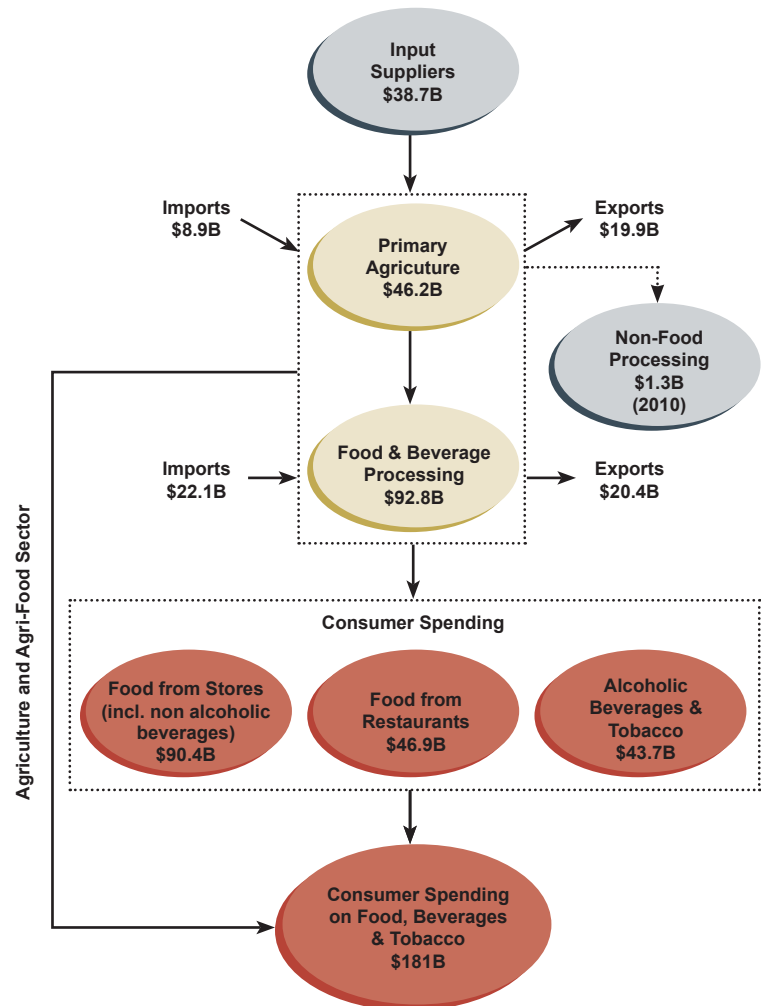 Input
Suppliers
$38.7B
Imports
$8.9B
Exports
$19.9B
Primary
Agricuture
$46.2B
Non-Food
Processing
$1.3B
(2010)
Imports
$22.1B
Food & Beverage
Processing
$92.8B
Exports
$20.4B
Agriculture and Agri-Food Sector
Consumer Spending
Food from Stores
(incl. non alcoholic
beverages)
$90.4B
Food from
Restaurants
$46.9B
Alcoholic
Beverages &
Tobacco
$43.7B
Consumer Spending
on Food, Beverages
& Tobacco
$181B